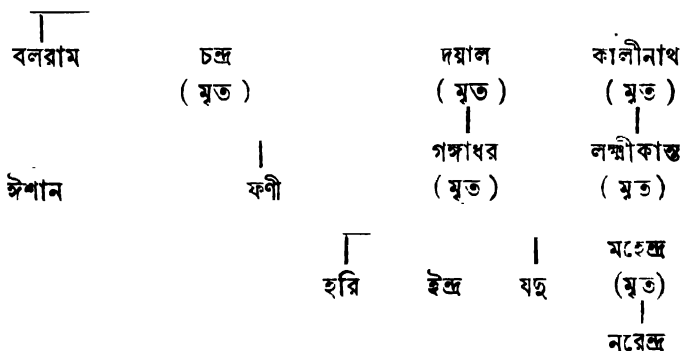 বলরাম চন্দ্র দয়াল কালীনাথ
( মৃত ) ( মৃত ) ( মৃত )
গঙ্গাধর লক্ষ্মীকান্ত
ঈশান ফণী ( মৃত ) ( মৃত )
মহেন্দ্র
হরি ইন্দ্র যদু (মৃত)
নরেন্দ্র